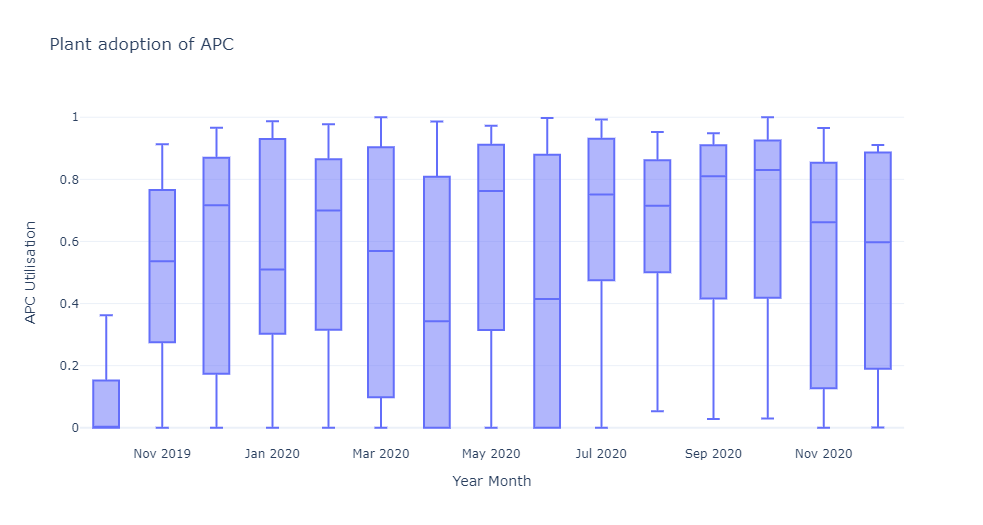 Plant adoption of APC
1
0.8
0.6
0.4
0.2
0
APC Utilisation
Nov 2019 Jan 2020 Mar 2020 May 2020 Jul 2020 Sep 2020 Nov 2020
Year Month